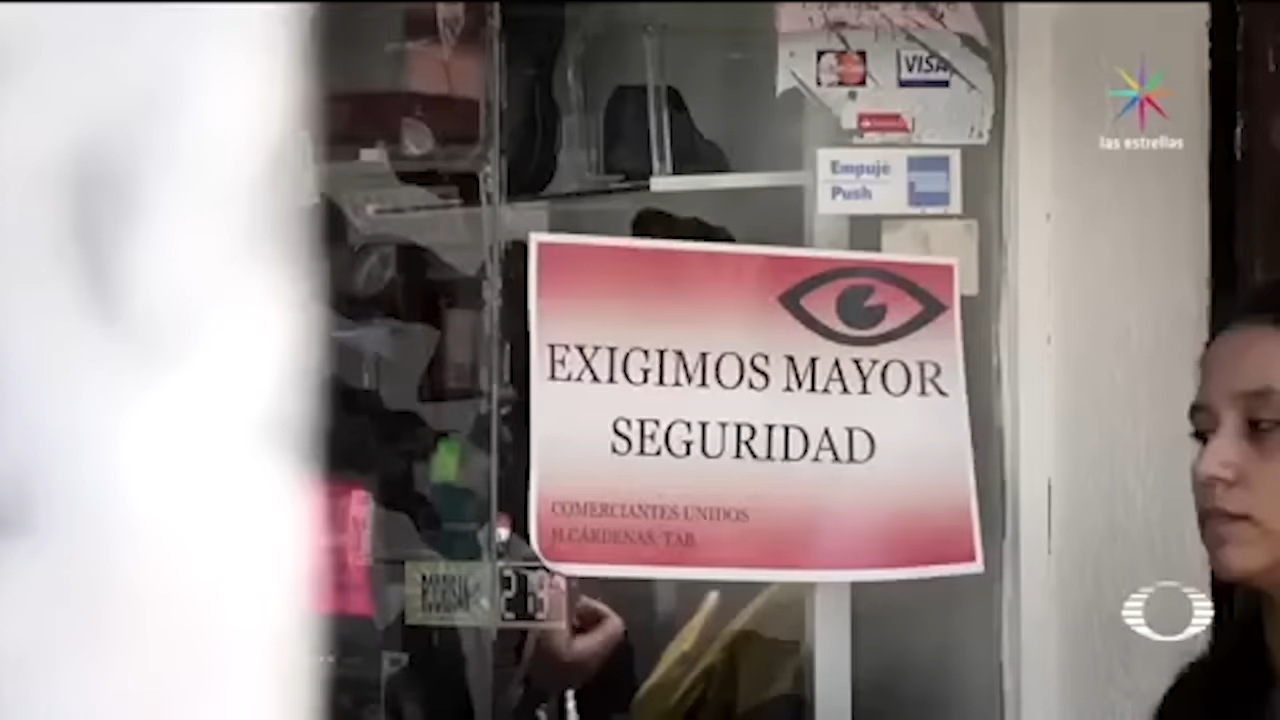 VISA
las estrellas
Empuje
Push
EXIGIMOS MAYOR
SEGURIDAD
COMERCIANTES UNIDOS
H. CÁRDENAS, TAB.